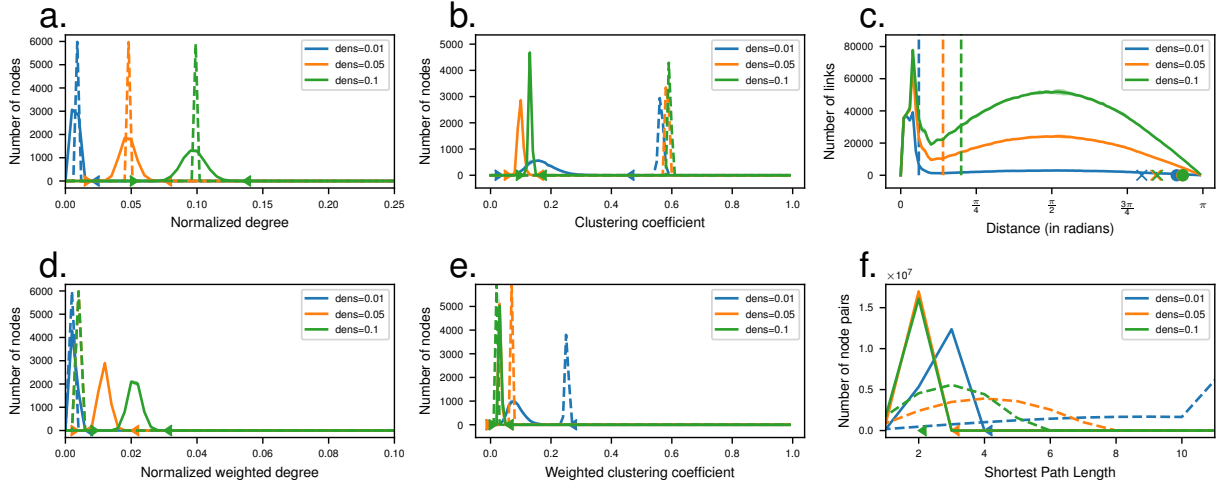 a.
Number of nodes
6000
5000
4000
3000
2000
1000
0
0.00
0.05
0.10
0.15
0.20
0.25
Normalized degree
dens=0.01
dens=0.05
dens=0.1
b.
Number of nodes
5000
4000
3000
2000
1000
0
0.0
0.2
0.4
0.6
0.8
1.0
Clustering coefficient
dens=0.01
dens=0.05
dens=0.1
c.
Number of links
80000
60000
40000
20000
0
0
π/4
π/2
3π/4
π
Distance (in radians)
dens=0.01
dens=0.05
dens=0.1
d.
Number of nodes
6000
5000
4000
3000
2000
1000
0
0.00
0.02
0.04
0.06
0.08
0.10
Normalized weighted degree
dens=0.01
dens=0.05
dens=0.1
e.
Number of nodes
5000
4000
3000
2000
1000
0
0.0
0.2
0.4
0.6
0.8
1.0
Weighted clustering coefficient
dens=0.01
dens=0.05
dens=0.1
f.
×10⁷
Number of node pairs
1.5
1.0
0.5
0.0
2
4
6
8
10
Shortest Path Length
dens=0.01
dens=0.05
dens=0.1